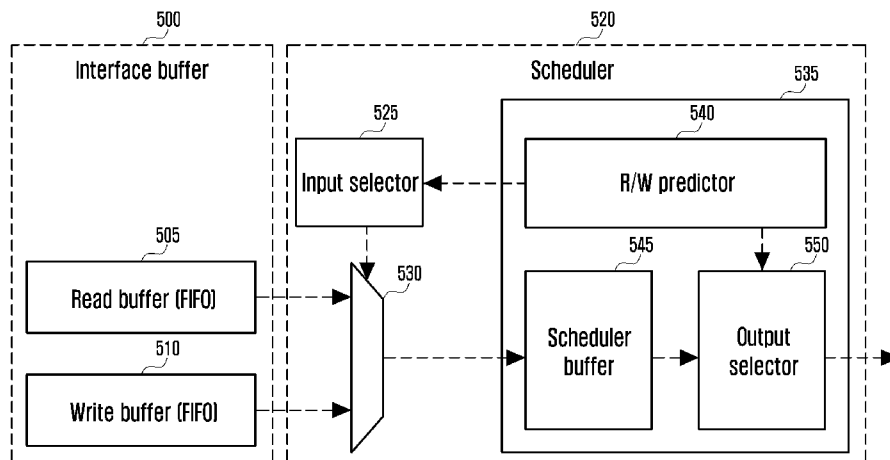 500
520
Interface buffer
Scheduler
535
525
540
Input selector
R/W predictor
505
530
545
550
Read buffer (FIFO)
510
Scheduler
buffer
Output
selector
Write buffer (FIFO)